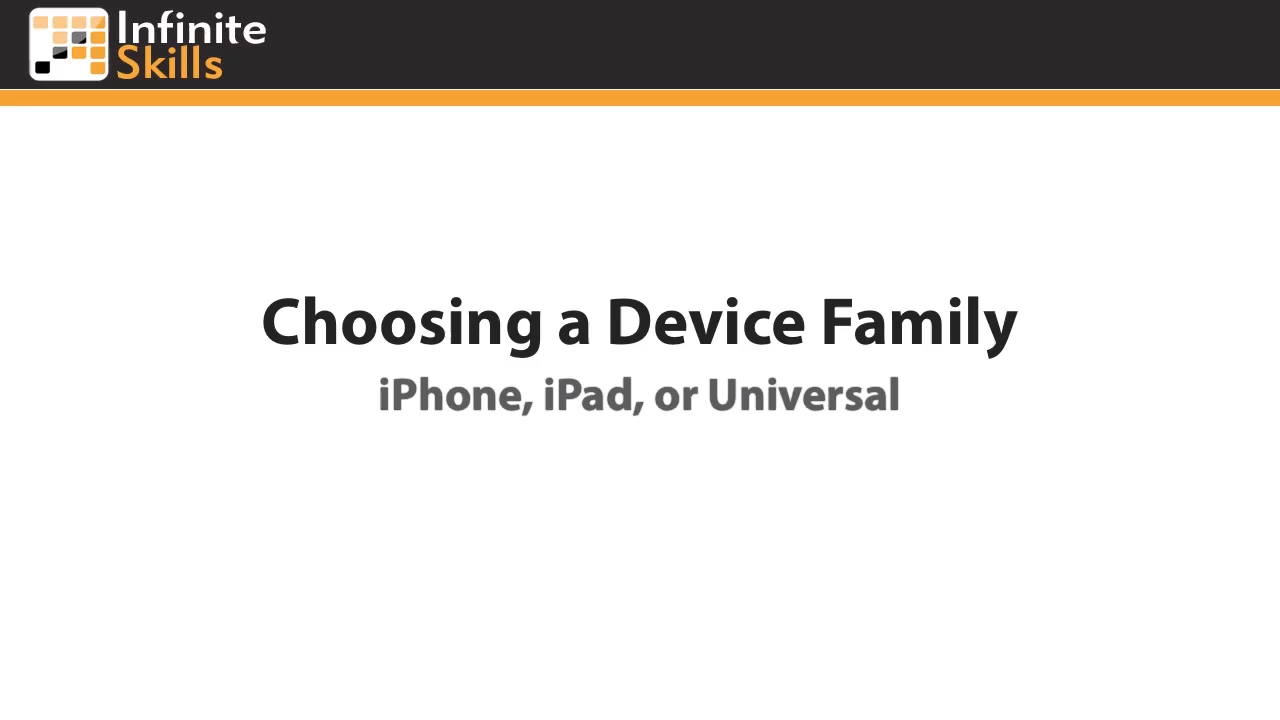 Infinite
Skills
Choosing a Device Family
iPhone, iPad, or Universal